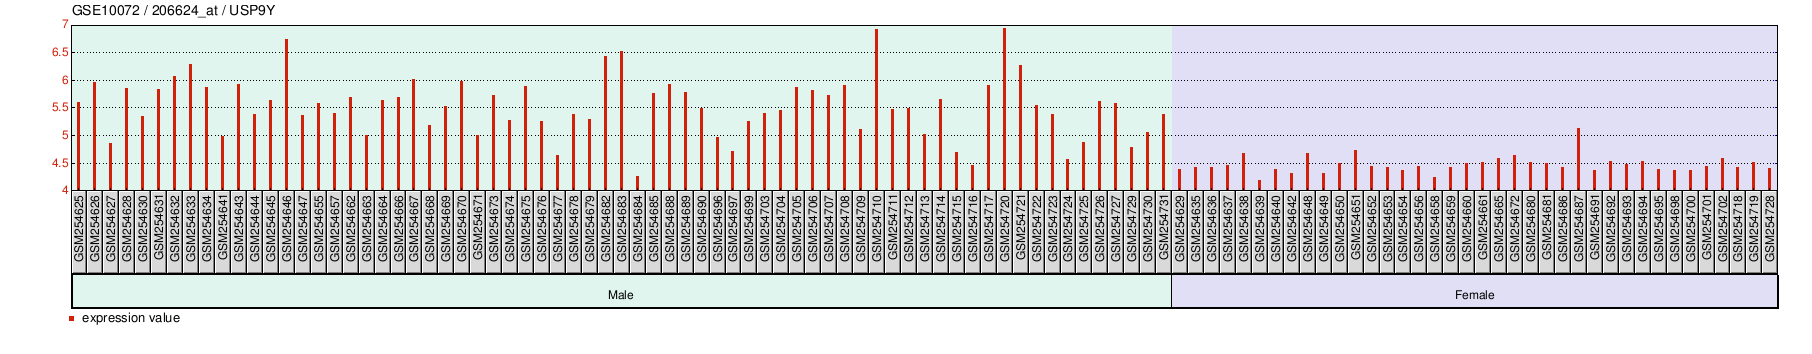 GSE10072 / 206624_at / USP9Y
7
6.5
6
5.5
5
4.5
4
GSM254625
GSM254626
GSM254627
GSM254628
GSM254630
GSM254631
GSM254632
GSM254633
GSM254634
GSM254641
GSM254643
GSM254644
GSM254645
GSM254646
GSM254647
GSM254655
GSM254657
GSM254662
GSM254663
GSM254664
GSM254666
GSM254667
GSM254668
GSM254669
GSM254670
GSM254671
GSM254673
GSM254674
GSM254675
GSM254676
GSM254677
GSM254678
GSM254679
GSM254682
GSM254683
GSM254684
GSM254685
GSM254688
GSM254689
GSM254690
GSM254696
GSM254697
GSM254699
GSM254703
GSM254704
GSM254705
GSM254706
GSM254707
GSM254708
GSM254709
GSM254710
GSM254711
GSM254712
GSM254713
GSM254714
GSM254715
GSM254716
GSM254717
GSM254720
GSM254721
GSM254722
GSM254723
GSM254724
GSM254725
GSM254726
GSM254727
GSM254729
GSM254730
GSM254731
GSM254629
GSM254635
GSM254636
GSM254637
GSM254638
GSM254639
GSM254640
GSM254642
GSM254648
GSM254649
GSM254650
GSM254651
GSM254652
GSM254653
GSM254654
GSM254656
GSM254658
GSM254659
GSM254660
GSM254661
GSM254665
GSM254672
GSM254680
GSM254681
GSM254686
GSM254687
GSM254691
GSM254692
GSM254693
GSM254694
GSM254695
GSM254698
GSM254700
GSM254701
GSM254702
GSM254718
GSM254719
GSM254728
Male
Female
expression value